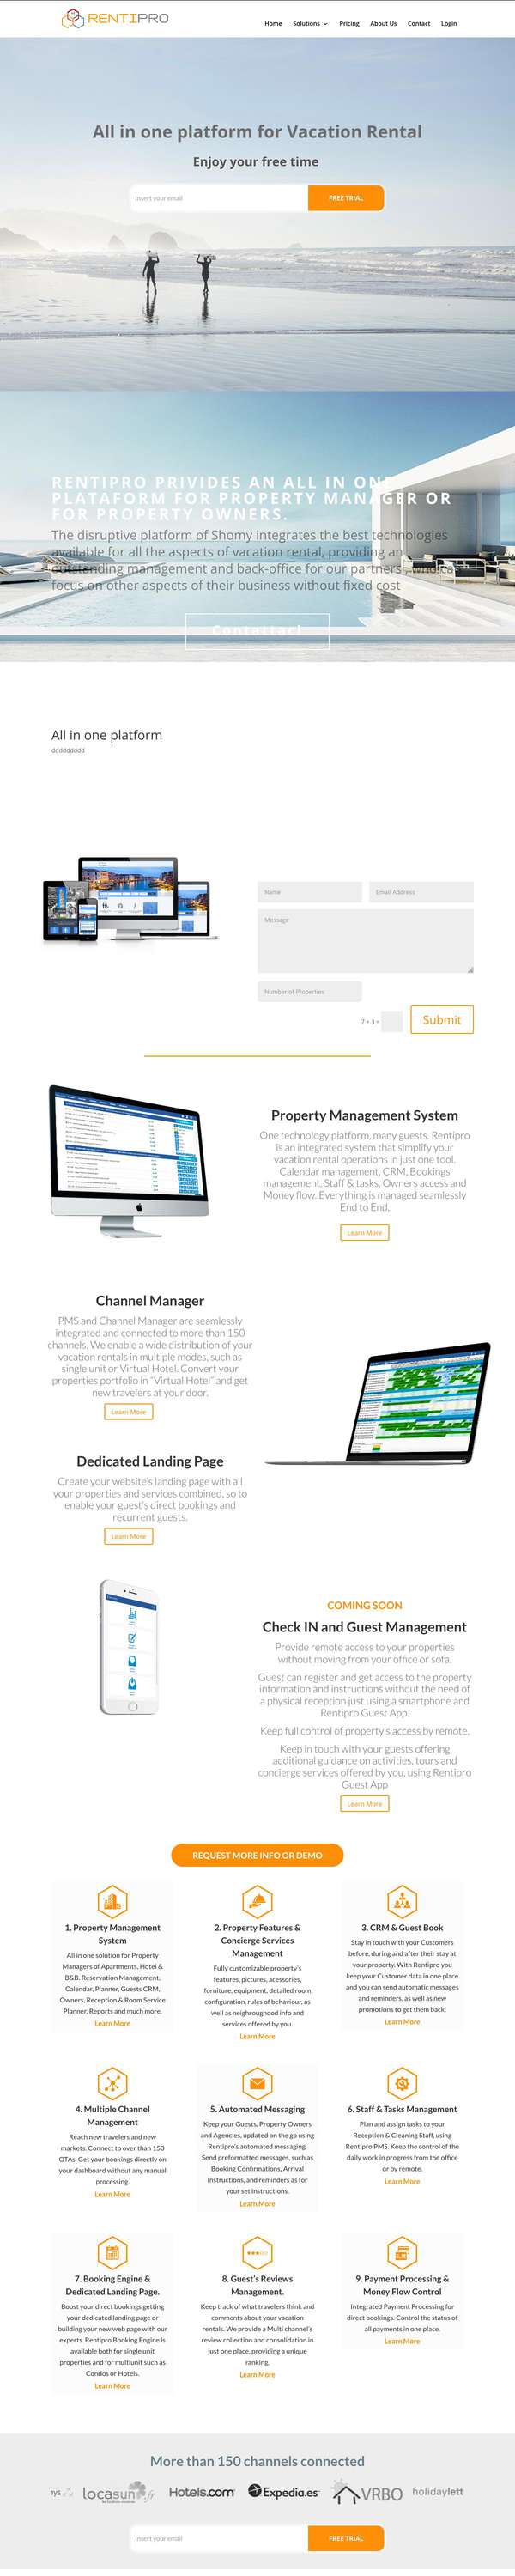 RENTIPRO
Home Solutions Pricing About Us Contact Login
All in one platform for Vacation Rental
Enjoy your free time
Insert your email FREE TRIAL
RENTIPRO PRIVIDES AN ALL IN ONE
PLATAFORM FOR PROPERTY MANAGER OR
FOR PROPERTY OWNERS.
The disruptive platform of Shomy integrates the best technologies
available for all the aspects of vacation rental, providing an
outstanding management and back-office for our partners
focus on other aspects of their business without fixed cost
Contattaci
All in one platform
Name Email Address
Message
Number of Properties
7 + 3 =
Submit
Property Management System
One technology platform, many guests. Rentipro
is an integrated system that simplify your
vacation rental operations in just one tool.
Calendar management, CRM, Bookings
management, Staff & tasks, Owners access and
Money flow. Everything is managed seamlessly
End to End.
Learn More
Channel Manager
PMS and Channel Manager are seamlessly
integrated and connected to more than 150
channels. We enable a wide distribution of your
vacation rentals in multiple modes, such as
single unit or Virtual Hotel. Convert your
properties portfolio in "Virtual Hotel" and get
new travelers at your door.
Learn More
Dedicated Landing Page
Create your website's landing page with all
your properties and services combined, so to
enable your guest's direct bookings and
recurrent guests.
Learn More
COMING SOON
Check IN and Guest Management
Provide remote access to your properties
without moving from your office or sofa.
Guest can register and get access to the property
information and instructions without the need of
a physical reception just using a smartphone and
Rentipro Guest App.
Keep full control of property's access by remote.
Keep in touch with your guests offering
additional guidance on activities, tours and
concierge services offered by you, using Rentipro
Guest App
Learn More
REQUEST MORE INFO OR DEMO
1. Property Management
System
All in one solution for Property
Managers of Apartments, Hotel &
B&B. Reservation Management,
Calendar, Planner, Guests CRM,
Owners, Reception & Room Service
Planner, Reports and much more.
Learn More
2. Property Features &
Concierge Services
Management
Fully customizable property's
features, pictures, acessories,
forniture, equipment, detailed room
configuration, rules of behaviour, as
well as neighroughood info and
services offered by you.
Learn More
3. CRM & Guest Book
Stay in touch with your Customers
before, during and after their stay at
your property. With Rentipro you
keep your Customer data in one place
and you can send automatic messages
and reminders, as well as new
promotions to get them back.
Learn More
4. Multiple Channel
Management
Reach new travelers and new
markets. Connect to over than 150
OTAs. Get your bookings directly on
your dashboard without any manual
processing.
Learn More
5. Automated Messaging
Keep your Guests, Property Owners
and Agencies, updated on the go using
Rentipro's automated messaging.
Send preformatted messages, such as
Booking Confirmations, Arrival
Instructions, and reminders as for
your set instructions.
Learn More
6. Staff & Tasks Management
Plan and assign tasks to your
Reception & Cleaning Staff, using
Rentipro PMS. Keep the control of the
daily work in progress from the office
or by remote.
Learn More
7. Booking Engine &
Dedicated Landing Page.
Boost your direct bookings getting
your dedicated landing page or
building your new web page with our
experts. Rentipro Booking Engine is
available both for single unit
properties and for multiunit such as
Condos or Hotels.
Learn More
8. Guest's Reviews
Management.
Keep track of what travelers think and
comments about your vacation
rentals. We provide a Multi channel's
review collection and consolidation in
just one place, providing a unique
ranking.
Learn More
9. Payment Processing &
Money Flow Control
Integrated Payment Processing for
direct bookings. Control the status of
all payments in one place.
Learn More
More than 150 channels connected
locasun.fr Hotels.com Expedia.es VRBO holidaylett
Insert your email FREE TRIAL